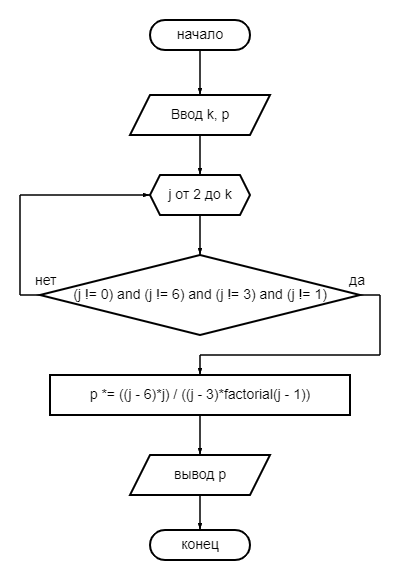 начало
Ввод k, p
j от 2 до k
нет
да
(j != 0) and (j != 6) and (j != 3) and (j != 1)
p *= ((j - 6)*j) / ((j - 3)*factorial(j - 1))
вывод p
конец